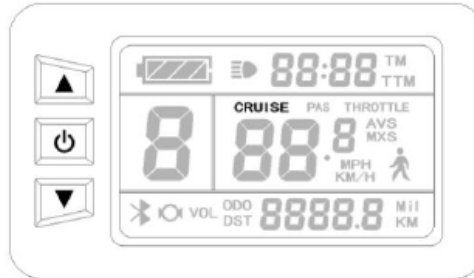 88:88 TM
TTM
CRUISE PAS THROTTLE
8 88.8 AVS
MXS
MPH
KM/H
VOL ODO 8888.8 Mil
DST KM